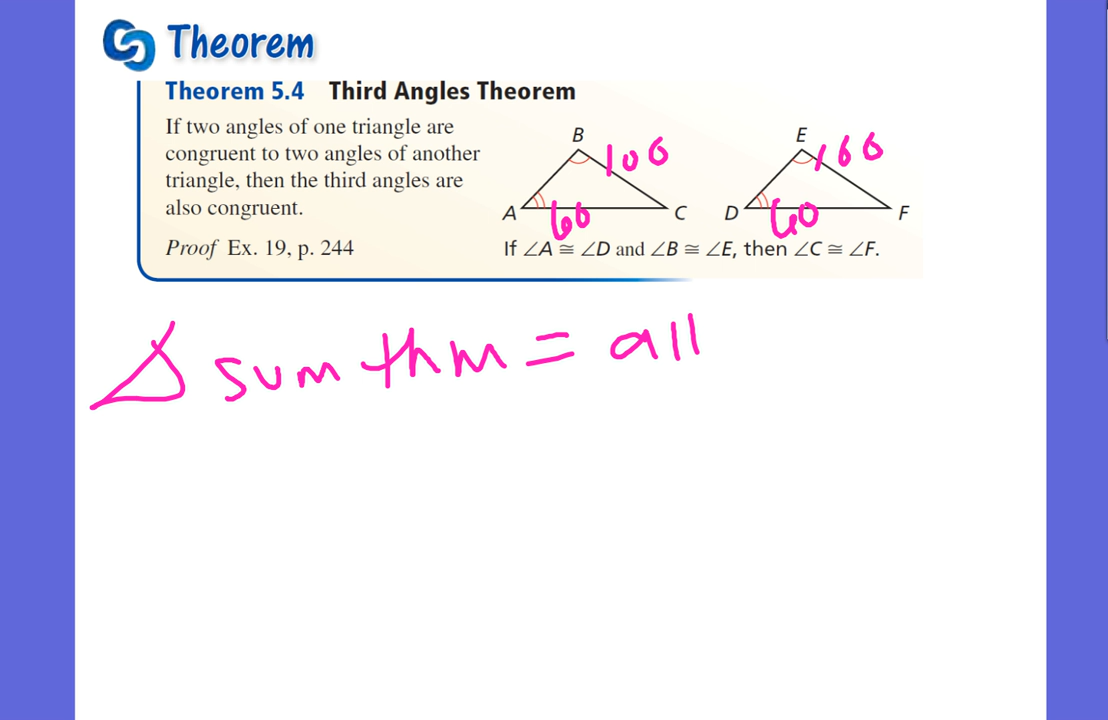 Theorem
Theorem 5.4 Third Angles Theorem
If two angles of one triangle are
congruent to two angles of another
triangle, then the third angles are
also congruent.
Proof Ex. 19, p. 244
B
100
A
60
C
E
100
D
60
F
If ∠A ≅ ∠D and ∠B ≅ ∠E, then ∠C ≅ ∠F.
△ sum thm = all